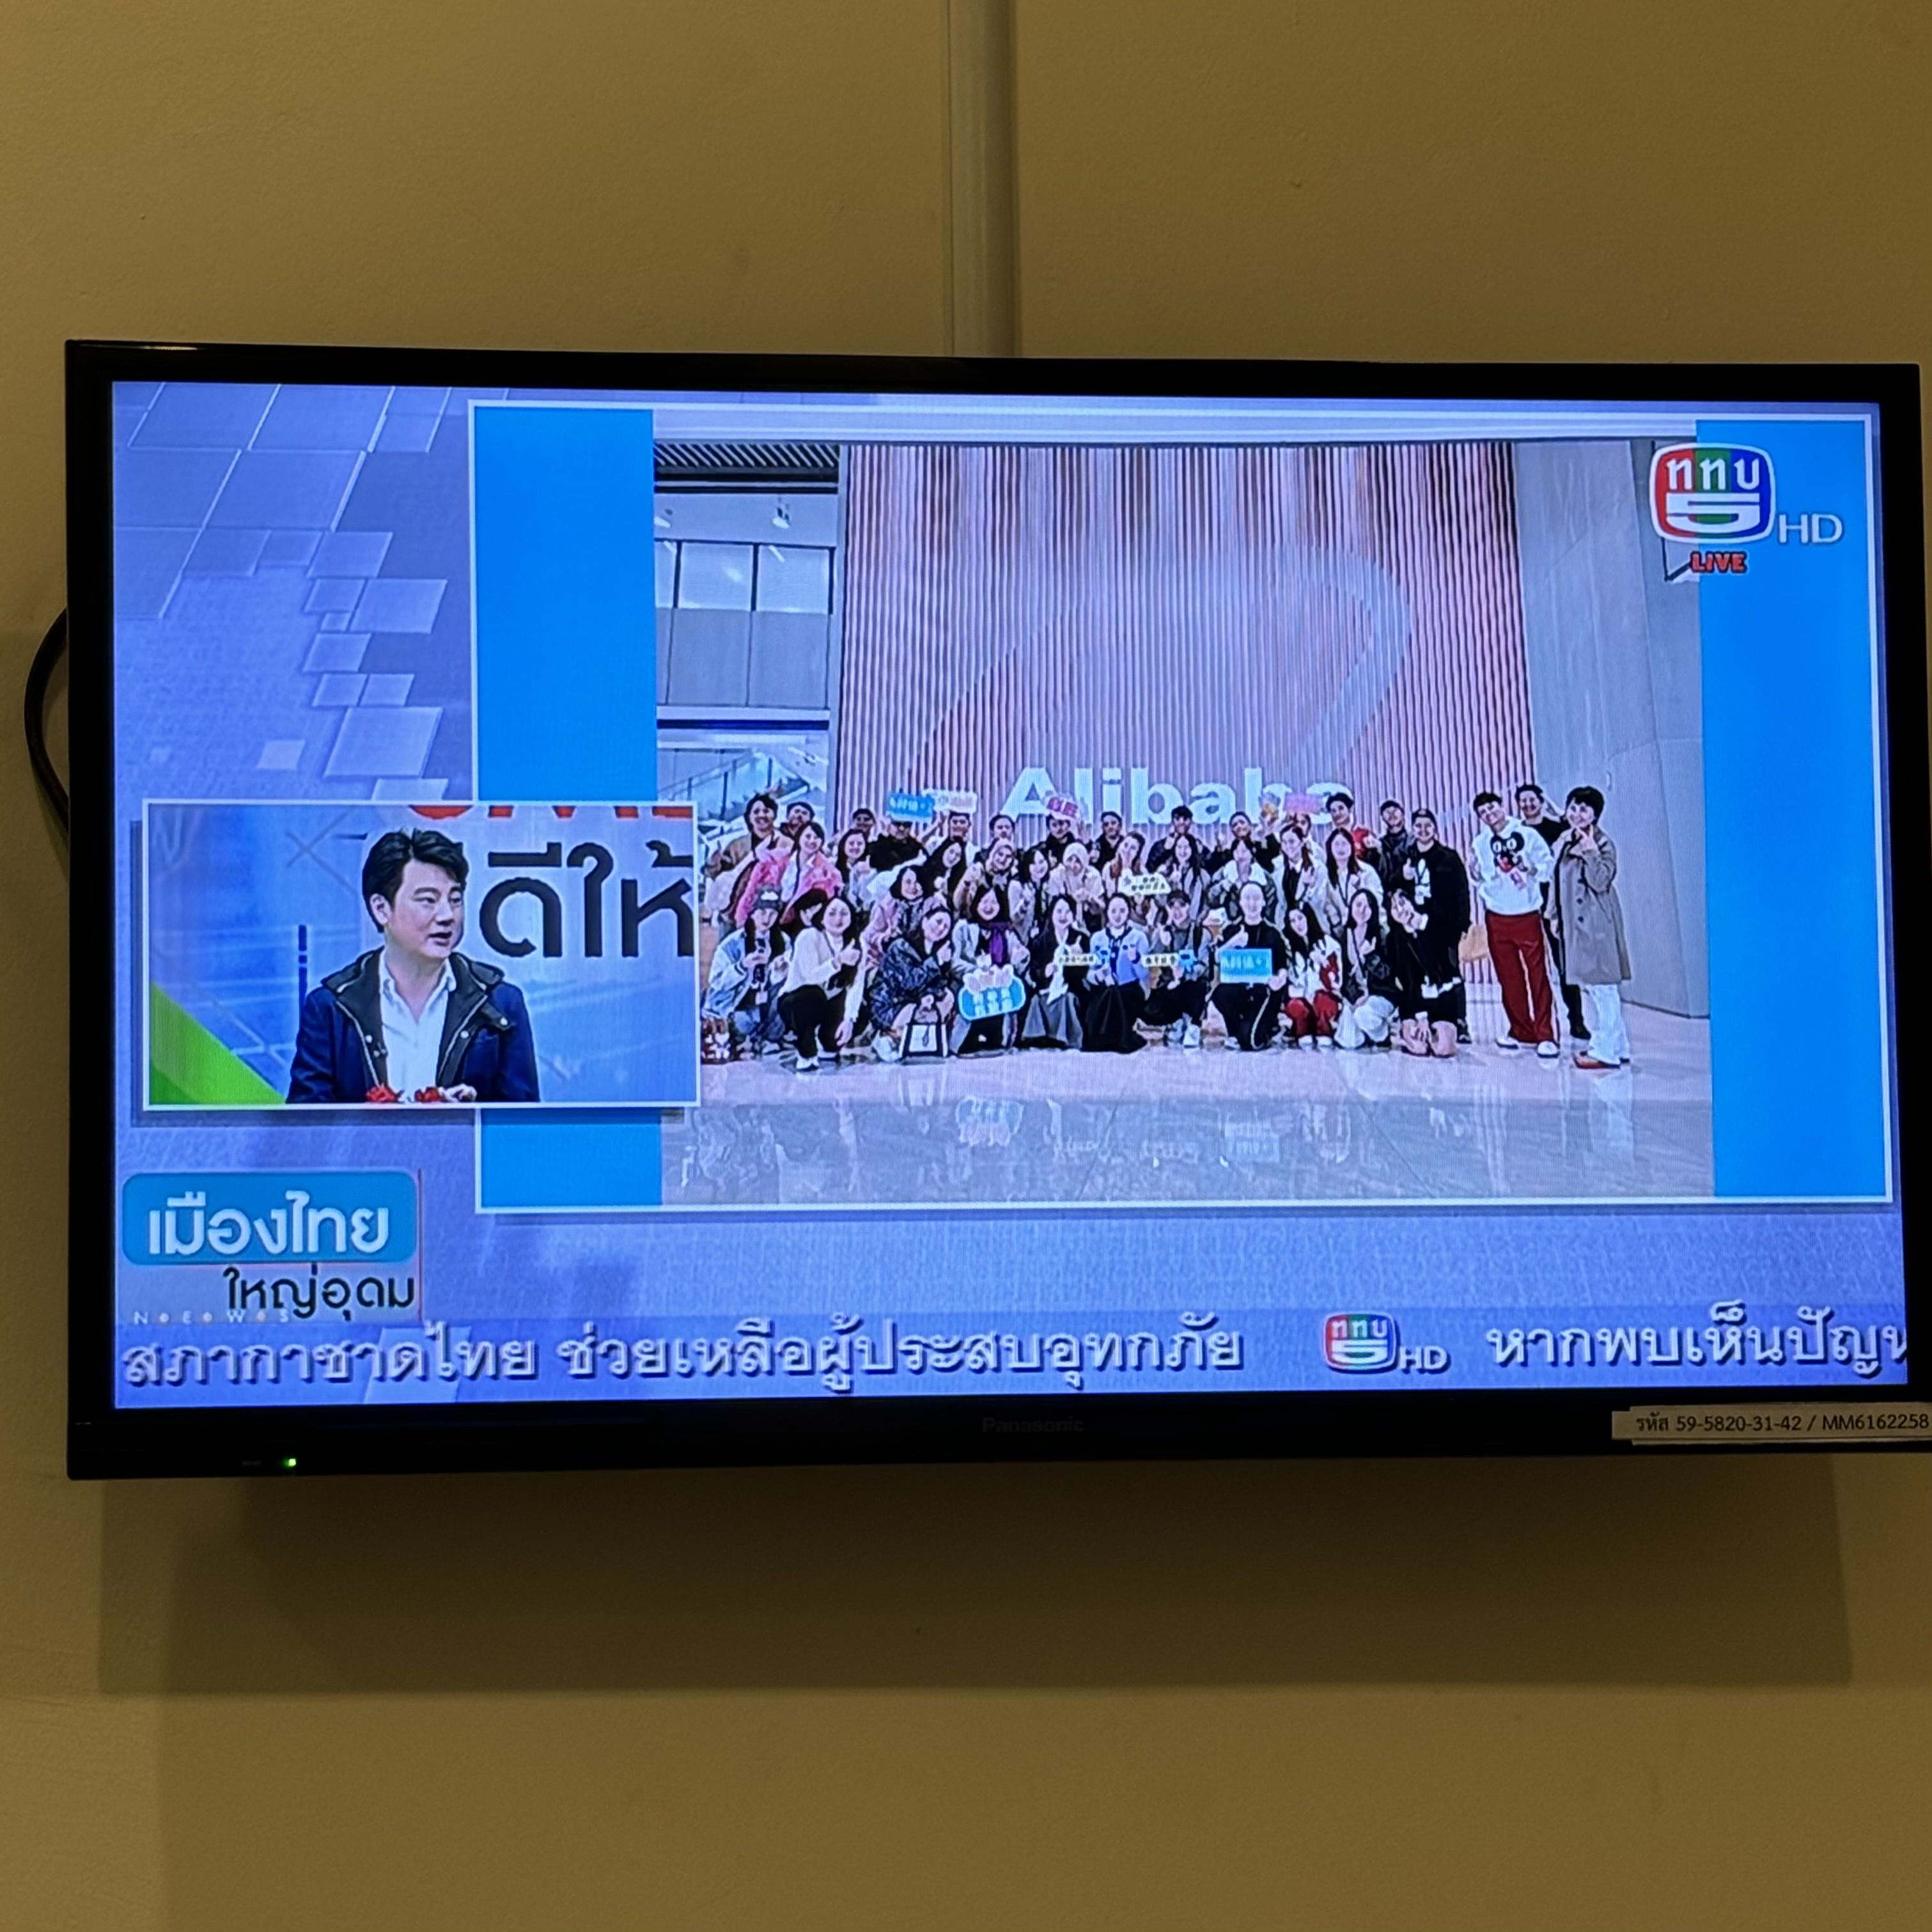 ททบ
5 HD
LIVE
Alibaba
ดีให้
เมืองไทย
ใหญ่อุดม
NEWS
สภากาชาดไทย ช่วยเหลือผู้ประสบอุทกภัย ททบ 5 HD หากพบเห็นปัญห
Panasonic
รหัส 59-5820-31-42 / MM6162258